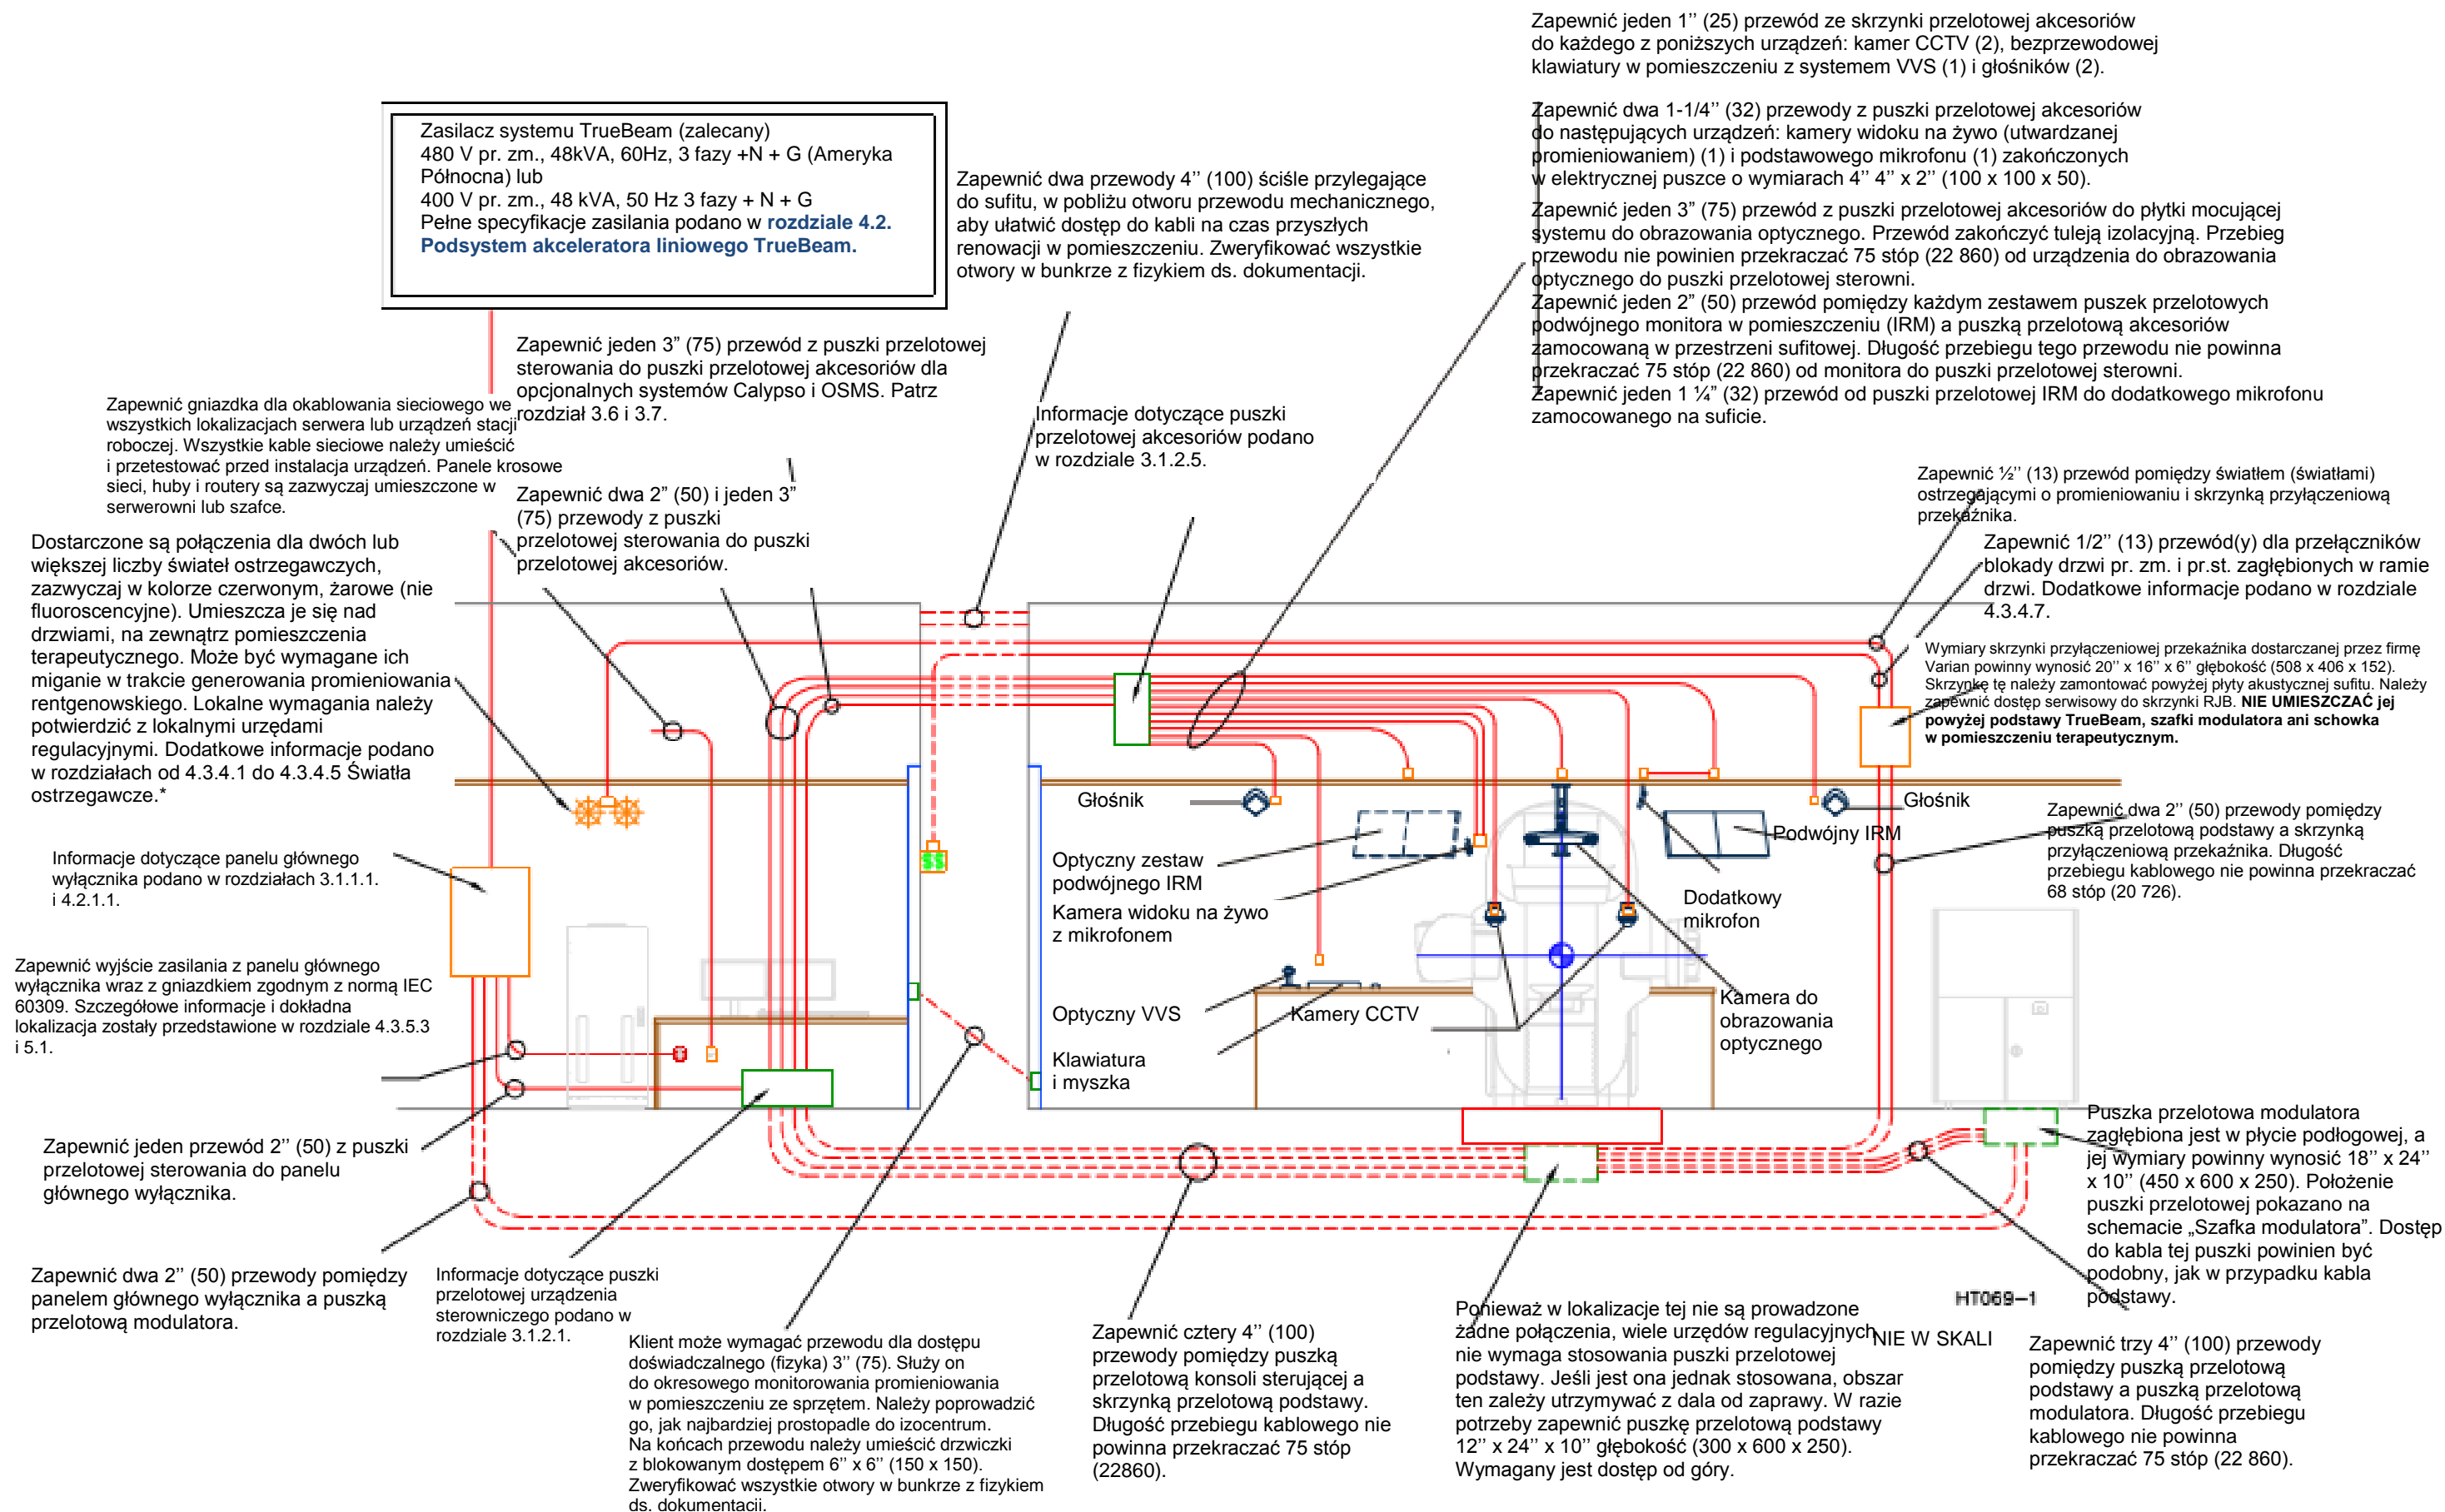 Zapewnić jeden 1’’ (25) przewód ze skrzynki przelotowej akcesoriów
do każdego z poniższych urządzeń: kamer CCTV (2), bezprzewodowej
klawiatury w pomieszczeniu z systemem VVS (1) i głośników (2).
Zapewnić dwa 1-1/4’’ (32) przewody z puszki przelotowej akcesoriów
do następujących urządzeń: kamery widoku na żywo (utwardzanej
promieniowaniem) (1) i podstawowego mikrofonu (1) zakończonych
w elektrycznej puszce o wymiarach 4’’ 4’’ x 2’’ (100 x 100 x 50).
Zapewnić jeden 3” (75) przewód z puszki przelotowej akcesoriów do płytki mocującej
systemu do obrazowania optycznego. Przewód zakończyć tuleją izolacyjną. Przebieg
przewodu nie powinien przekraczać 75 stóp (22 860) od urządzenia do obrazowania
optycznego do puszki przelotowej sterowni.
Zapewnić jeden 2” (50) przewód pomiędzy każdym zestawem puszek przelotowych
podwójnego monitora w pomieszczeniu (IRM) a puszką przelotową akcesoriów
zamocowaną w przestrzeni sufitowej. Długość przebiegu tego przewodu nie powinna
przekraczać 75 stóp (22 860) od monitora do puszki przelotowej sterowni.
Zapewnić jeden 1 ¼” (32) przewód od puszki przelotowej IRM do dodatkowego mikrofonu
zamocowanego na suficie.
Zasilacz systemu TrueBeam (zalecany)
480 V pr. zm., 48kVA, 60Hz, 3 fazy +N + G (Ameryka
Północna) lub
400 V pr. zm., 48 kVA, 50 Hz 3 fazy + N + G
Pełne specyfikacje zasilania podano w rozdziale 4.2.
Podsystem akceleratora liniowego TrueBeam.
Zapewnić dwa przewody 4’’ (100) ściśle przylegające
do sufitu, w pobliżu otworu przewodu mechanicznego,
aby ułatwić dostęp do kabli na czas przyszłych
renowacji w pomieszczeniu. Zweryfikować wszystkie
otwory w bunkrze z fizykiem ds. dokumentacji.
Zapewnić jeden 3” (75) przewód z puszki przelotowej
sterowania do puszki przelotowej akcesoriów dla
opcjonalnych systemów Calypso i OSMS. Patrz
rozdział 3.6 i 3.7.
Zapewnić gniazdka dla okablowania sieciowego we
wszystkich lokalizacjach serwera lub urządzeń stacji
roboczej. Wszystkie kable sieciowe należy umieścić
i przetestować przed instalacja urządzeń. Panele krosowe
sieci, huby i routery są zazwyczaj umieszczone w
serwerowni lub szafce.
Informacje dotyczące puszki
przelotowej akcesoriów podano
w rozdziale 3.1.2.5.
Zapewnić dwa 2” (50) i jeden 3”
(75) przewody z puszki
przelotowej sterowania do puszki
przelotowej akcesoriów.
Zapewnić ½’’ (13) przewód pomiędzy światłem (światłami)
ostrzegającymi o promieniowaniu i skrzynką przyłączeniową
przekaźnika.
Dostarczone są połączenia dla dwóch lub
większej liczby świateł ostrzegawczych,
zazwyczaj w kolorze czerwonym, żarowe (nie
fluoroscencyjne). Umieszcza je się nad
drzwiami, na zewnątrz pomieszczenia
terapeutycznego. Może być wymagane ich
miganie w trakcie generowania promieniowania
rentgenowskiego. Lokalne wymagania należy
potwierdzić z lokalnymi urzędami
regulacyjnymi. Dodatkowe informacje podano
w rozdziałach od 4.3.4.1 do 4.3.4.5 Światła
ostrzegawcze.*
Zapewnić 1/2’’ (13) przewód(y) dla przełączników
blokady drzwi pr. zm. i pr.st. zagłębionych w ramie
drzwi. Dodatkowe informacje podano w rozdziale
4.3.4.7.
Wymiary skrzynki przyłączeniowej przekaźnika dostarczanej przez firmę
Varian powinny wynosić 20’’ x 16’’ x 6’’ głębokość (508 x 406 x 152).
Skrzynkę tę należy zamontować powyżej płyty akustycznej sufitu. Należy
zapewnić dostęp serwisowy do skrzynki RJB. NIE UMIESZCZAĆ jej
powyżej podstawy TrueBeam, szafki modulatora ani schowka
w pomieszczeniu terapeutycznym.
Głośnik
Głośnik
Podwójny IRM
Zapewnić dwa 2’’ (50) przewody pomiędzy
puszką przelotową podstawy a skrzynką
przyłączeniową przekaźnika. Długość
przebiegu kablowego nie powinna przekraczać
68 stóp (20 726).
Informacje dotyczące panelu głównego
wyłącznika podano w rozdziałach 3.1.1.1.
i 4.2.1.1.
$$
Optyczny zestaw
podwójnego IRM
Kamera widoku na żywo
z mikrofonem
Dodatkowy
mikrofon
Zapewnić wyjście zasilania z panelu głównego
wyłącznika wraz z gniazdkiem zgodnym z normą IEC
60309. Szczegółowe informacje i dokładna
lokalizacja zostały przedstawione w rozdziale 4.3.5.3
i 5.1.
Optyczny VVS
Kamery CCTV
Kamera do
obrazowania
optycznego
Klawiatura
i myszka
Zapewnić jeden przewód 2’’ (50) z puszki
przelotowej sterowania do panelu
głównego wyłącznika.
Puszka przelotowa modulatora
zagłębiona jest w płycie podłogowej, a
jej wymiary powinny wynosić 18’’ x 24’’
x 10’’ (450 x 600 x 250). Położenie
puszki przelotowej pokazano na
schemacie „Szafka modulatora”. Dostęp
do kabla tej puszki powinien być
podobny, jak w przypadku kabla
podstawy.
Zapewnić dwa 2’’ (50) przewody pomiędzy
panelem głównego wyłącznika a puszką
przelotową modulatora.
Informacje dotyczące puszki
przelotowej urządzenia
sterowniczego podano w
rozdziale 3.1.2.1.
Klient może wymagać przewodu dla dostępu
doświadczalnego (fizyka) 3’’ (75). Służy on
do okresowego monitorowania promieniowania
w pomieszczeniu ze sprzętem. Należy poprowadzić
go, jak najbardziej prostopadle do izocentrum.
Na końcach przewodu należy umieścić drzwiczki
z blokowanym dostępem 6’’ x 6’’ (150 x 150).
Zweryfikować wszystkie otwory w bunkrze z fizykiem
ds. dokumentacji.
Zapewnić cztery 4’’ (100)
przewody pomiędzy puszką
przelotową konsoli sterującej a
skrzynką przelotową podstawy.
Długość przebiegu kablowego nie
powinna przekraczać 75 stóp
(22860).
Ponieważ w lokalizacje tej nie są prowadzone
żadne połączenia, wiele urzędów regulacyjnych
nie wymaga stosowania puszki przelotowej
podstawy. Jeśli jest ona jednak stosowana, obszar
ten zależy utrzymywać z dala od zaprawy. W razie
potrzeby zapewnić puszkę przelotową podstawy
12’’ x 24’’ x 10’’ głębokość (300 x 600 x 250).
Wymagany jest dostęp od góry.
HT069-1
NIE W SKALI
Zapewnić trzy 4’’ (100) przewody
pomiędzy puszką przelotową
podstawy a puszką przelotową
modulatora. Długość przebiegu
kablowego nie powinna
przekraczać 75 stóp (22 860).